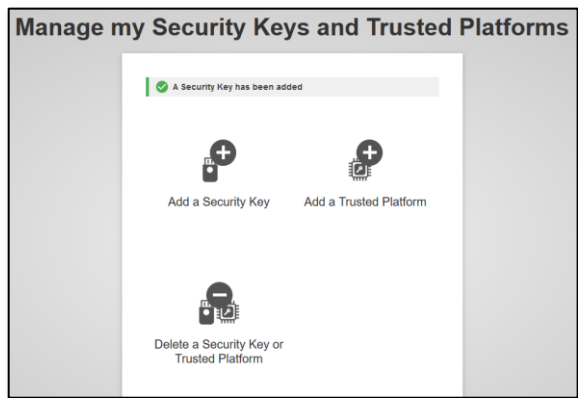 Manage my Security Keys and Trusted Platforms
A Security Key has been added
Add a Security Key
Add a Trusted Platform
Delete a Security Key or
Trusted Platform